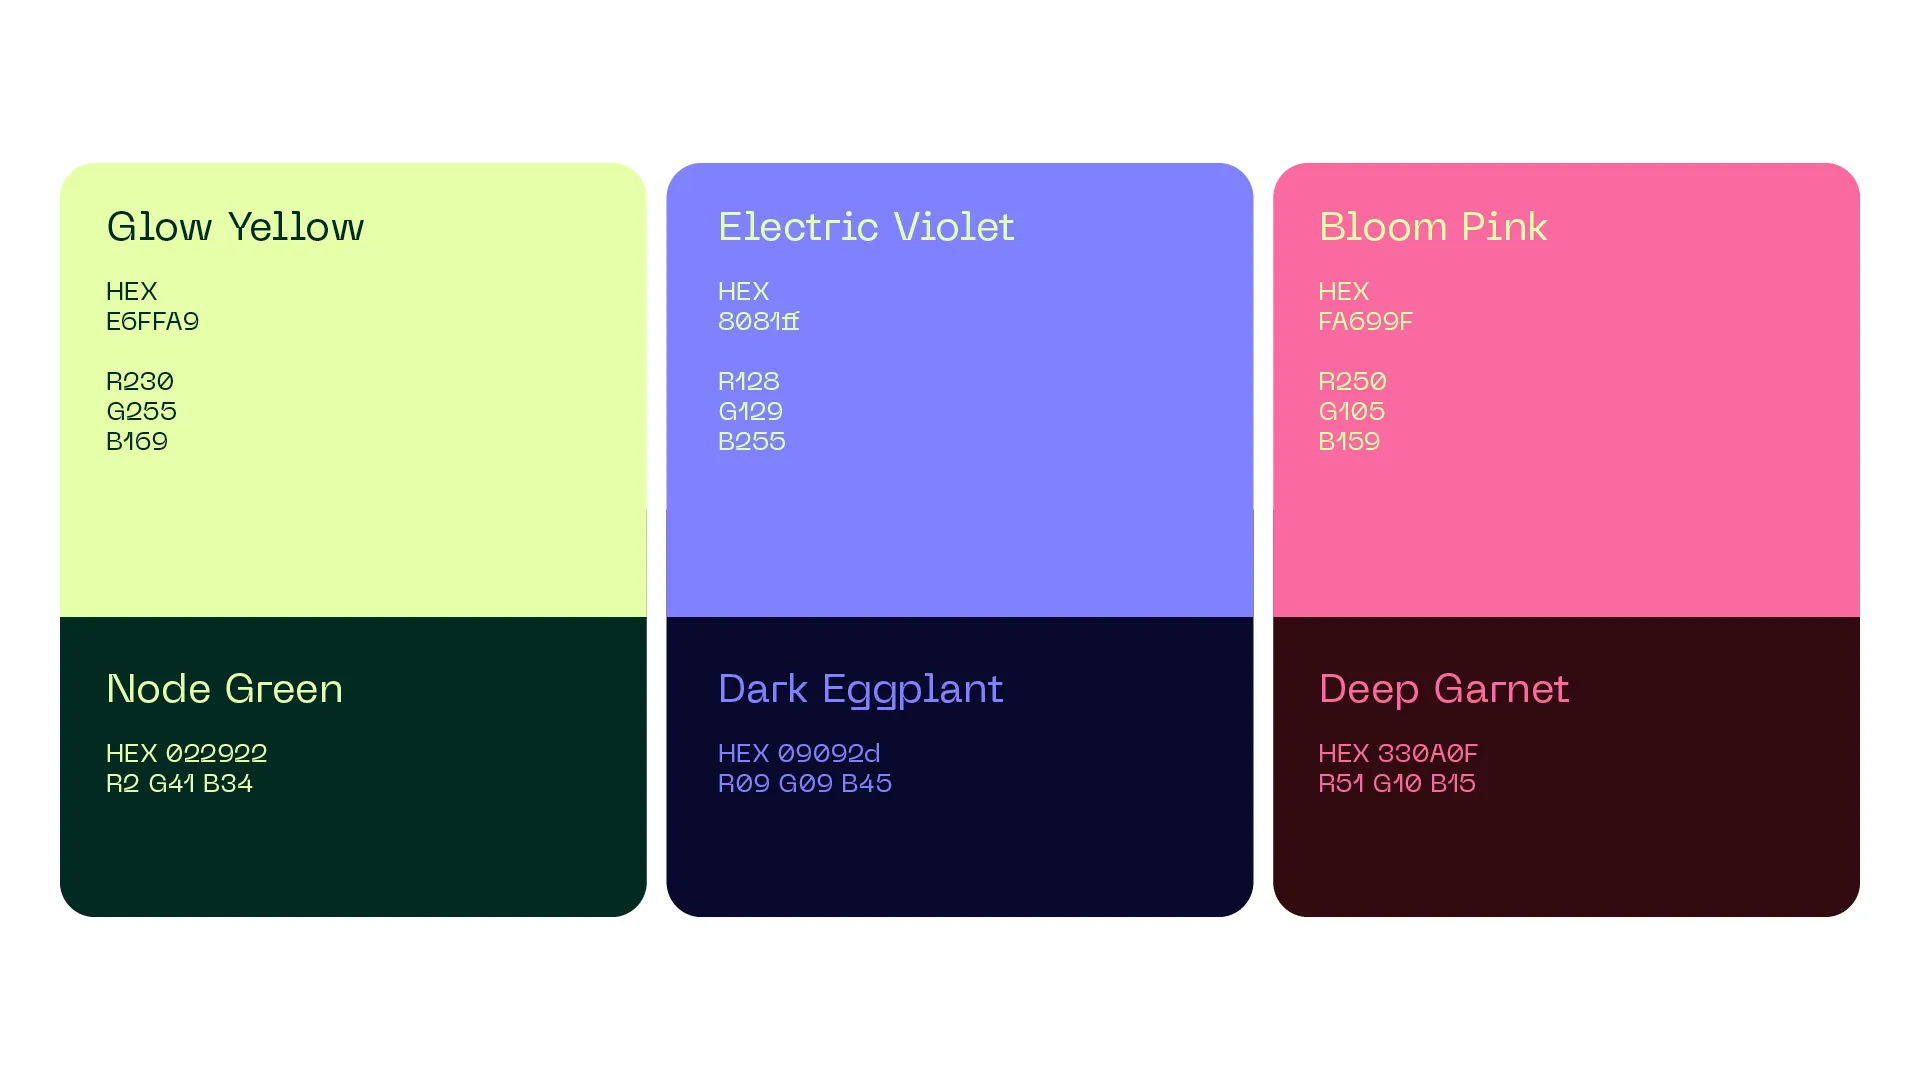 Glow Yellow
HEX
E6FFA9
R230
G255
B169
Node Green
HEX 022922
R2 G41 B34
Electric Violet
HEX
8081ff
R128
G129
B255
Dark Eggplant
HEX 09092d
R09 G09 B45
Bloom Pink
HEX
FA699F
R250
G105
B159
Deep Garnet
HEX 330A0F
R51 G10 B15